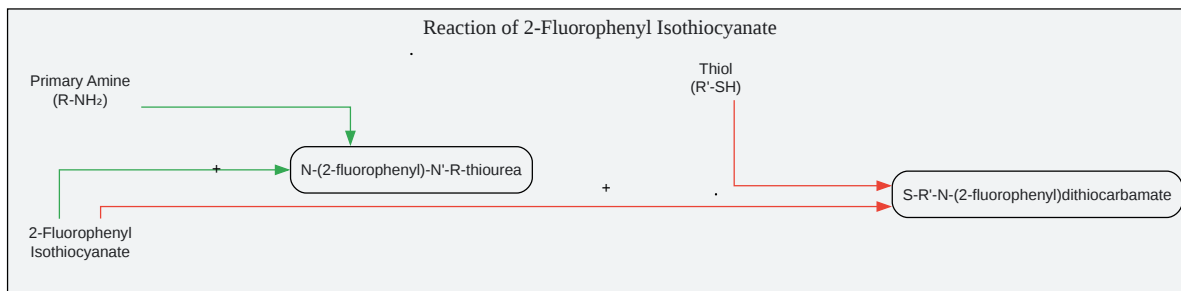 Reaction of 2-Fluorophenyl Isothiocyanate
Primary Amine
(R-NH₂)
Thiol
(R'-SH)
+
N-(2-fluorophenyl)-N'-R-thiourea
+
S-R'-N-(2-fluorophenyl)dithiocarbamate
2-Fluorophenyl
Isothiocyanate